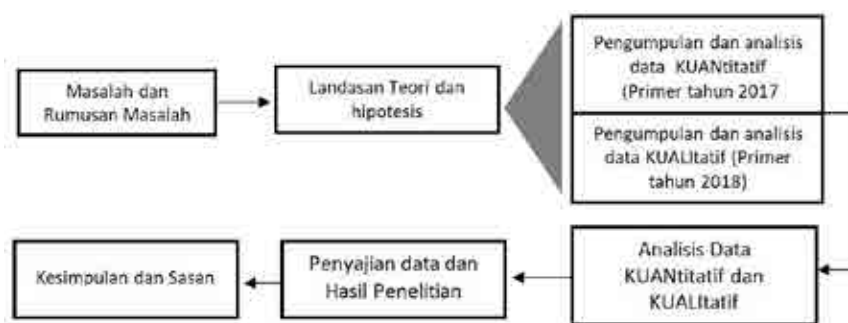 Masalah dan
Rumusan Masalah
Landasan Teori dan
hipotesis
Pengumpulan dan analisis
data KUANtitatif
(Primer tahun 2017
Pengumpulan dan analisis
data KUALItatif (Primer
tahun 2018)
Analisis Data
KUANtitatif dan
KUALItatif
Penyajian data dan
Hasil Penelitian
Kesimpulan dan Sasan